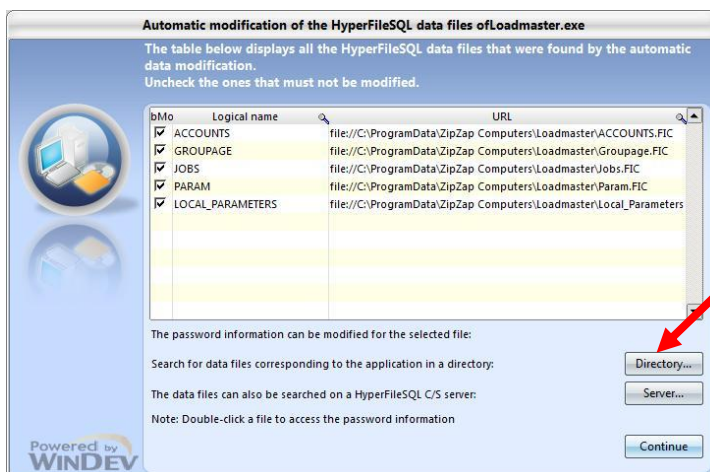 Automatic modification of the HyperFileSQL data files ofLoadmaster.exe
The table below displays all the HyperFileSQL data files that were found by the automatic
data modification.
Uncheck the ones that must not be modified.
bMo Logical name URL
ACCOUNTS file://C:\ProgramData\ZipZap Computers\Loadmaster\ACCOUNTS.FIC
GROUPAGE file://C:\ProgramData\ZipZap Computers\Loadmaster\Groupage.FIC
JOBS file://C:\ProgramData\ZipZap Computers\Loadmaster\Jobs.FIC
PARAM file://C:\ProgramData\ZipZap Computers\Loadmaster\Param.FIC
LOCAL_PARAMETERS file://C:\ProgramData\ZipZap Computers\Loadmaster\Local_Parameters
The password information can be modified for the selected file:
Search for data files corresponding to the application in a directory: Directory...
The data files can also be searched on a HyperFileSQL C/S server: Server...
Note: Double-click a file to access the password information
Powered by
WINDEV
Continue